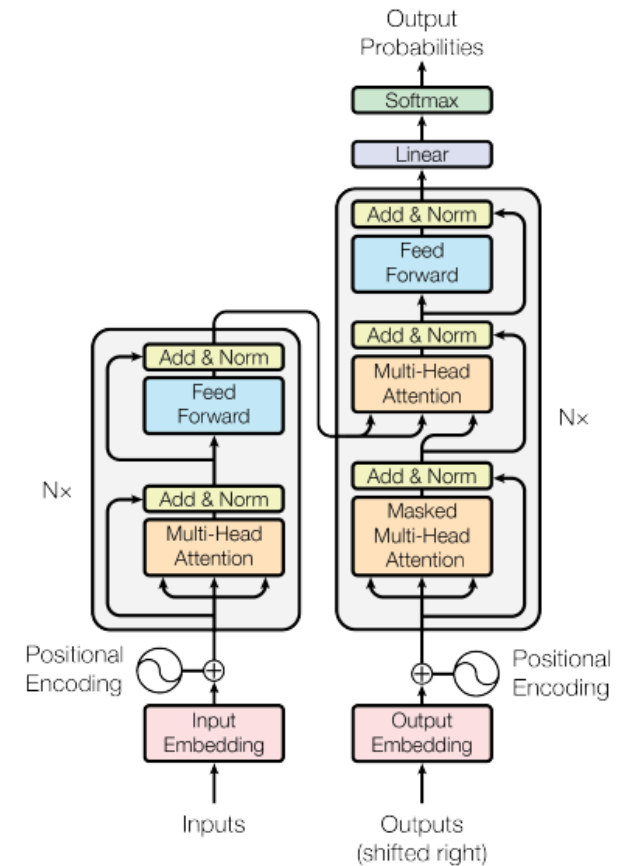 Output
Probabilities
Softmax
Linear
Add & Norm
Feed
Forward
Add & Norm
Multi-Head
Attention
Add & Norm
Masked
Multi-Head
Attention
N×
Add & Norm
Feed
Forward
Add & Norm
Multi-Head
Attention
N×
Positional
Encoding
Positional
Encoding
Input
Embedding
Output
Embedding
Inputs
Outputs
(shifted right)